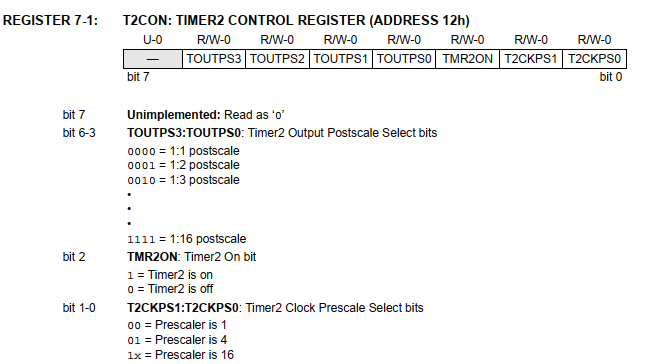 REGISTER 7-1: T2CON: TIMER2 CONTROL REGISTER (ADDRESS 12h)
U-0 R/W-0 R/W-0 R/W-0 R/W-0 R/W-0 R/W-0 R/W-0
— TOUTPS3 TOUTPS2 TOUTPS1 TOUTPS0 TMR2ON T2CKPS1 T2CKPS0
bit 7 bit 0
bit 7 Unimplemented: Read as ‘0’
bit 6-3 TOUTPS3:TOUTPS0: Timer2 Output Postscale Select bits
0000 = 1:1 postscale
0001 = 1:2 postscale
0010 = 1:3 postscale
•
•
•
1111 = 1:16 postscale
bit 2 TMR2ON: Timer2 On bit
1 = Timer2 is on
0 = Timer2 is off
bit 1-0 T2CKPS1:T2CKPS0: Timer2 Clock Prescale Select bits
00 = Prescaler is 1
01 = Prescaler is 4
1x = Prescaler is 16